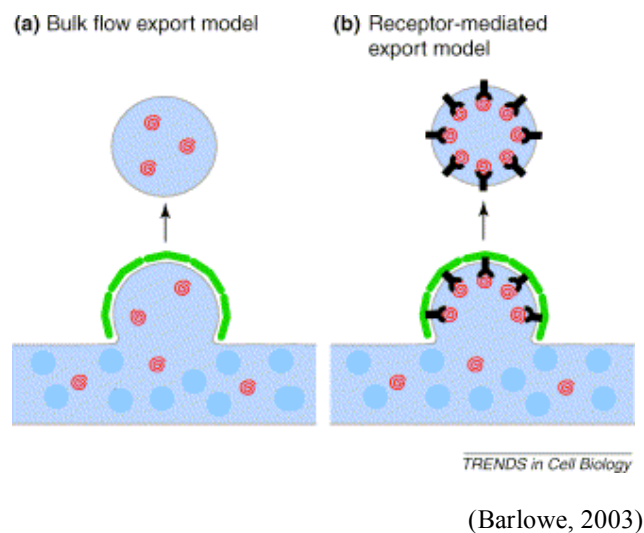 (a) Bulk flow export model
(b) Receptor-mediated
export model
TRENDS in Cell Biology
(Barlowe, 2003)